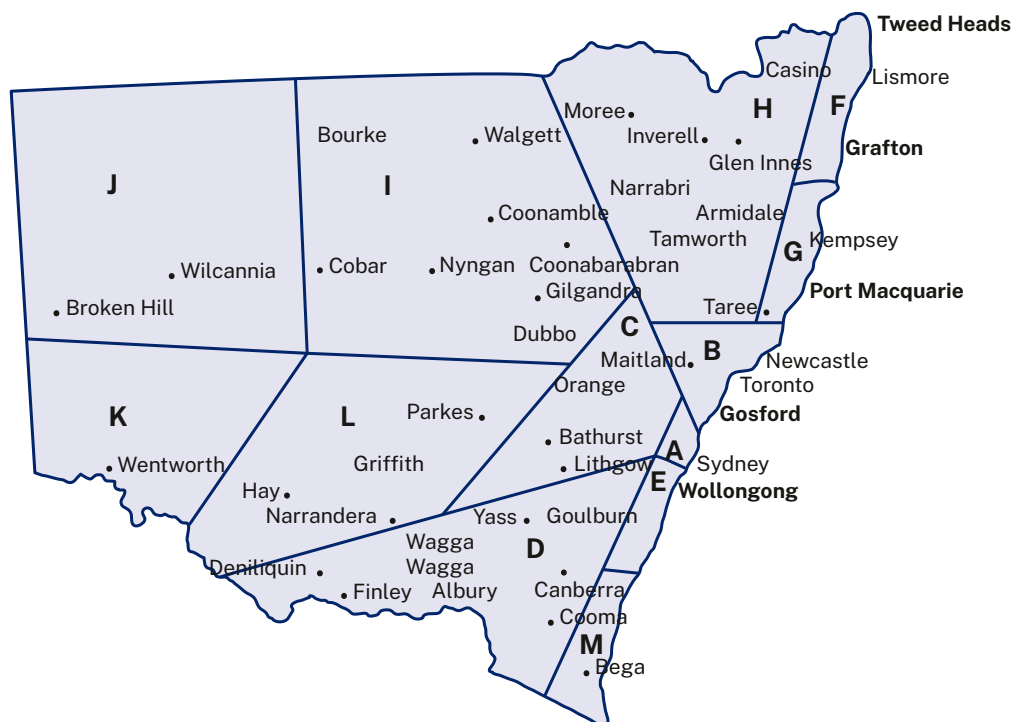 Tweed Heads
Casino
Lismore
Moree
H
F
Inverell
Bourke
Walgett
Grafton
Glen Innes
J
I
Narrabri
Coonamble
Armidale
Tamworth
Kempsey
G
Coonabarabran
Cobar
Nyngan
Wilcannia
Gilgandra
Port Macquarie
Broken Hill
Taree
C
Dubbo
B
Maitland
Newcastle
Orange
Toronto
K
L
Parkes
Gosford
Bathurst
A
Wentworth
Griffith
Lithgow
Sydney
E
Wollongong
Hay
Narrandera
Yass
Goulburn
Wagga
Wagga
D
Deniliquin
Finley
Albury
Canberra
Cooma
M
Bega